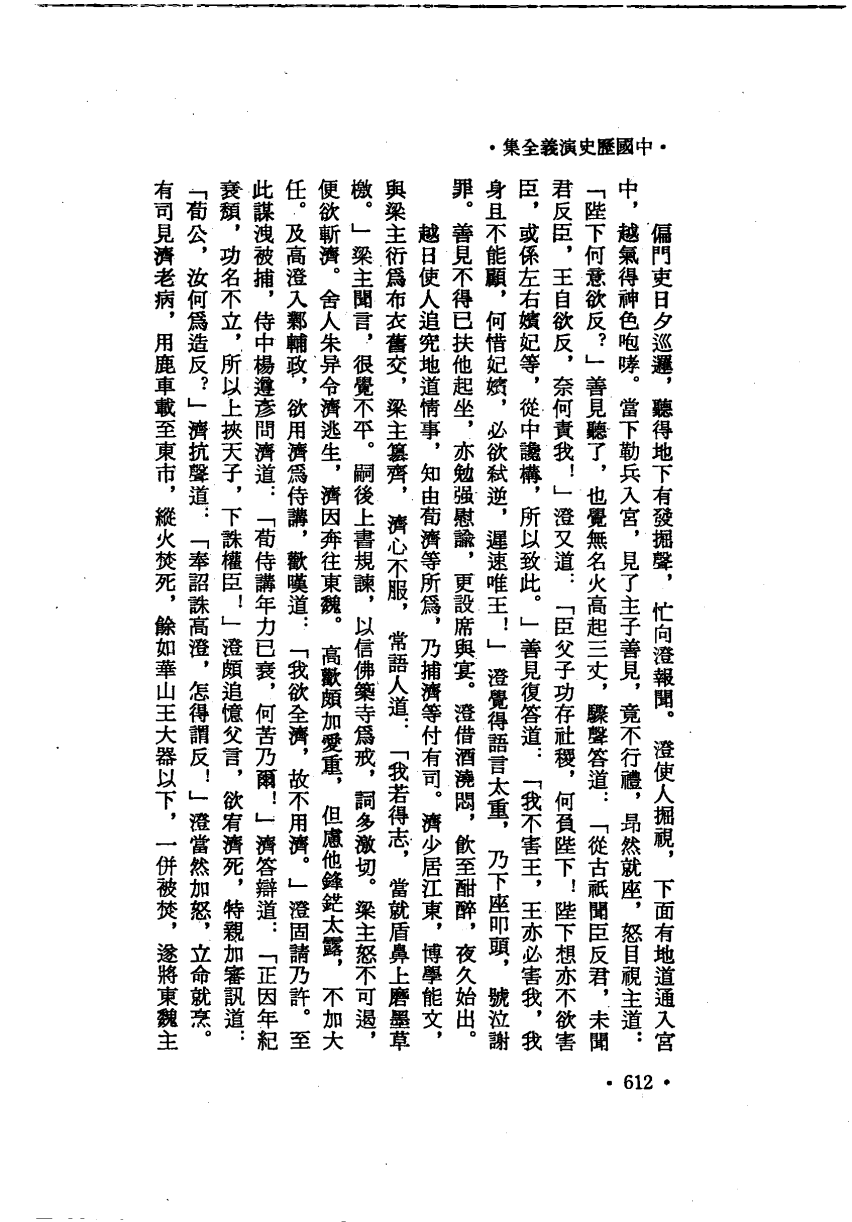 •中國歷史演義全集•
偏門吏日夕巡邏，聽得地下有發掘聲，忙向澄報聞。澄使人掘視，下面有地道通入宮
中，越氣得神色咆哮。當下勒兵入宮，見了主子善見，竟不行禮，昂然就座，怒目視主道：
「陛下何意欲反？」善見聽了，也覺無名火高起三丈，驟聲答道：「從古祇聞臣反君，未聞
君反臣，王自欲反，奈何責我！」澄又道：「臣父子功存社稷，何負陛下！陛下想亦不欲害
臣，或係左右嬪妃等，從中讒構，所以致此。」善見復答道：「我不害王，王亦必害我，我
身且不能顧，何惜妃嬪，必欲弒逆，遲速唯王！」澄覺得語言太重，乃下座叩頭，號泣謝
罪。善見不得已扶他起坐，亦勉强慰諭，更設席與宴。澄借酒澆悶，飲至酣醉，夜久始出。
越日使人追究地道情事，知由荀濟等所爲，乃捕濟等付有司。濟少居江東，博學能文，
與梁主衍爲布衣舊交，梁主篡齊，濟心不服，常語人道：「我若得志，當就盾鼻上磨墨草
檄。」梁主聞言，很覺不平。嗣後上書規諫，以信佛築寺爲戒，詞多激切。梁主怒不可遏，
便欲斬濟。舍人朱异令濟逃生，濟因奔往東魏。高歡頗加愛重，但慮他鋒鋩太露，不加大
任。及高澄入鄴輔政，欲用濟爲侍講，歡嘆道：「我欲全濟，故不用濟。」澄固請乃許。至
此謀洩被捕，侍中楊遵彥問濟道：「荀侍講年力已衰，何苦乃爾！」濟答辯道：「正因年紀
衰頹，功名不立，所以上挾天子，下誅權臣！」澄頗追憶父言，欲宥濟死，特親加審訊道：
「荀公，汝何爲造反？」濟抗聲道：「奉詔誅高澄，怎得謂反！」澄當然加怒，立命就烹。
有司見濟老病，用鹿車載至東市，縱火焚死，餘如華山王大器以下，一併被焚，遂將東魏主
•612•